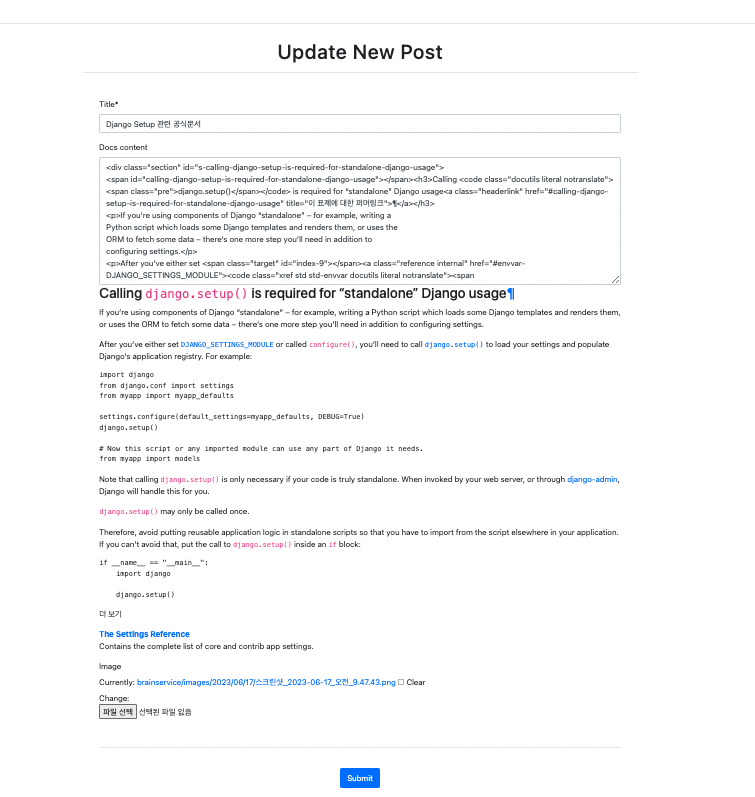 Update New Post
Title*
Django Setup 관련 공식문서
Docs content
<div class="section" id="s-calling-django-setup-is-required-for-standalone-django-usage">
<span id="calling-django-setup-is-required-for-standalone-django-usage"></span><h3>Calling <code class="docutils literal notranslate">
<span class="pre">django.setup()</span></code> is required for “standalone” Django usage<a class="headerlink" href="#calling-django-
setup-is-required-for-standalone-django-usage" title="이 표제에 대한 퍼머링크">¶</a></h3>
<p>If you’re using components of Django “standalone” – for example, writing a
Python script which loads some Django templates and renders them, or uses the
ORM to fetch some data – there’s one more step you’ll need in addition to
configuring settings.</p>
<p>After you’ve either set <span class="target" id="index-9"></span><a class="reference internal" href="#envvar-
DJANGO_SETTINGS_MODULE"><code class="xref std std-envvar docutils literal notranslate"><span
Calling django.setup() is required for “standalone” Django usage¶
If you’re using components of Django “standalone” – for example, writing a Python script which loads some Django templates and renders them,
or uses the ORM to fetch some data – there’s one more step you’ll need in addition to configuring settings.
After you’ve either set DJANGO_SETTINGS_MODULE or called configure(), you’ll need to call django.setup() to load your settings and populate
Django’s application registry. For example:
import django
from django.conf import settings
from myapp import myapp_defaults
settings.configure(default_settings=myapp_defaults, DEBUG=True)
django.setup()
# Now this script or any imported module can use any part of Django it needs.
from myapp import models
Note that calling django.setup() is only necessary if your code is truly standalone. When invoked by your web server, or through django-admin,
Django will handle this for you.
django.setup() may only be called once.
Therefore, avoid putting reusable application logic in standalone scripts so that you have to import from the script elsewhere in your application.
If you can’t avoid that, put the call to django.setup() inside an if block:
if __name__ == "__main__":
import django
django.setup()
더 보기
The Settings Reference
Contains the complete list of core and contrib app settings.
Image
Currently: brainservice/images/2023/06/17/스크린샷_2023-06-17_오전_9.47.43.png Clear
Change:
파일 선택 선택된 파일 없음
Submit